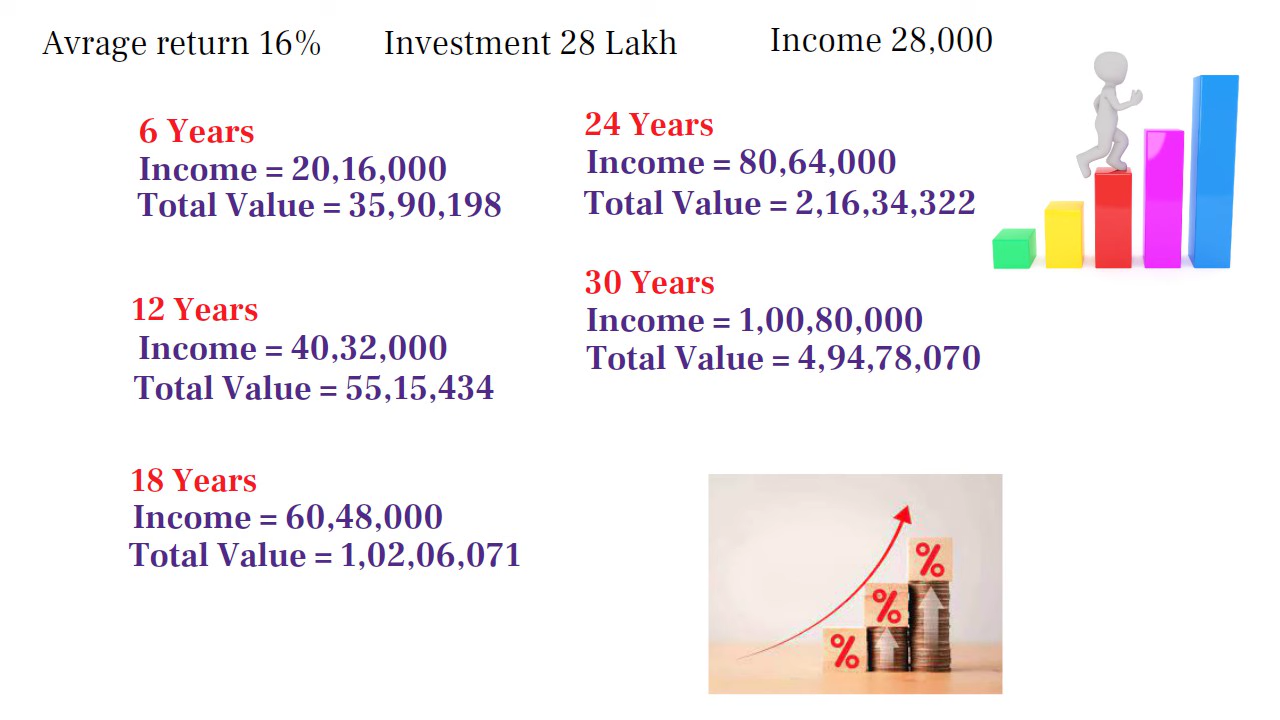 Avrage return 16%
Investment 28 Lakh
Income 28,000
6 Years
Income = 20,16,000
Total Value = 35,90,198
12 Years
Income = 40,32,000
Total Value = 55,15,434
18 Years
Income = 60,48,000
Total Value = 1,02,06,071
24 Years
Income = 80,64,000
Total Value = 2,16,34,322
30 Years
Income = 1,00,80,000
Total Value = 4,94,78,070
%
%
%